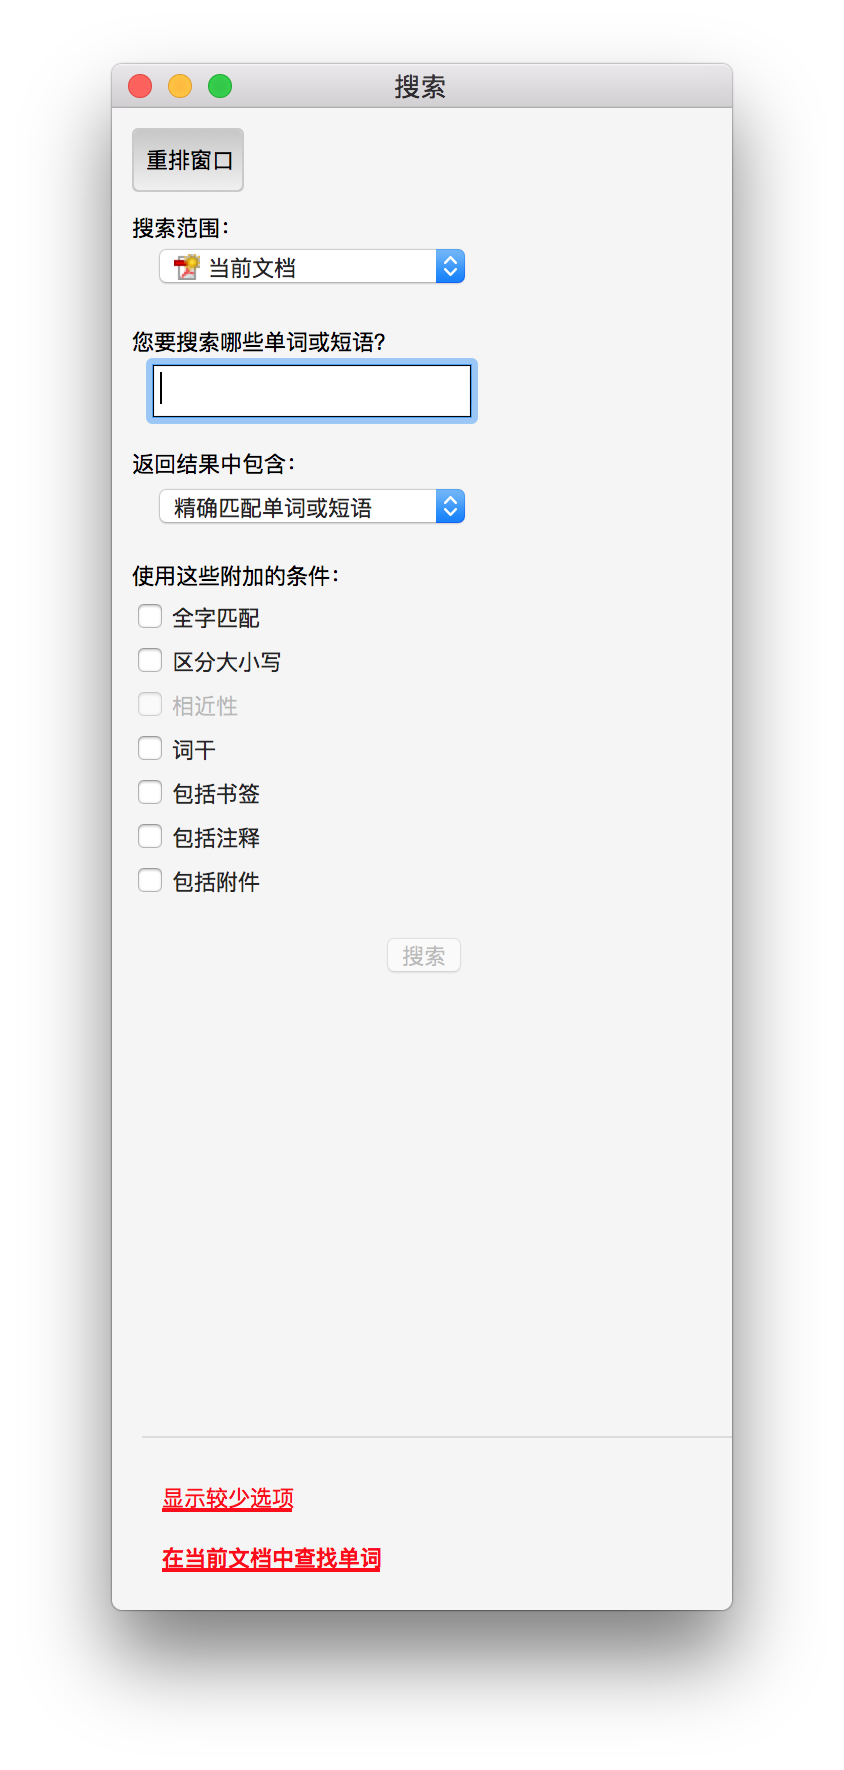 搜索
重排窗口
搜索范围：
当前文档
您要搜索哪些单词或短语?
返回结果中包含：
精确匹配单词或短语
使用这些附加的条件：
全字匹配
区分大小写
相近性
词干
包括书签
包括注释
包括附件
搜索
显示较少选项
在当前文档中查找单词